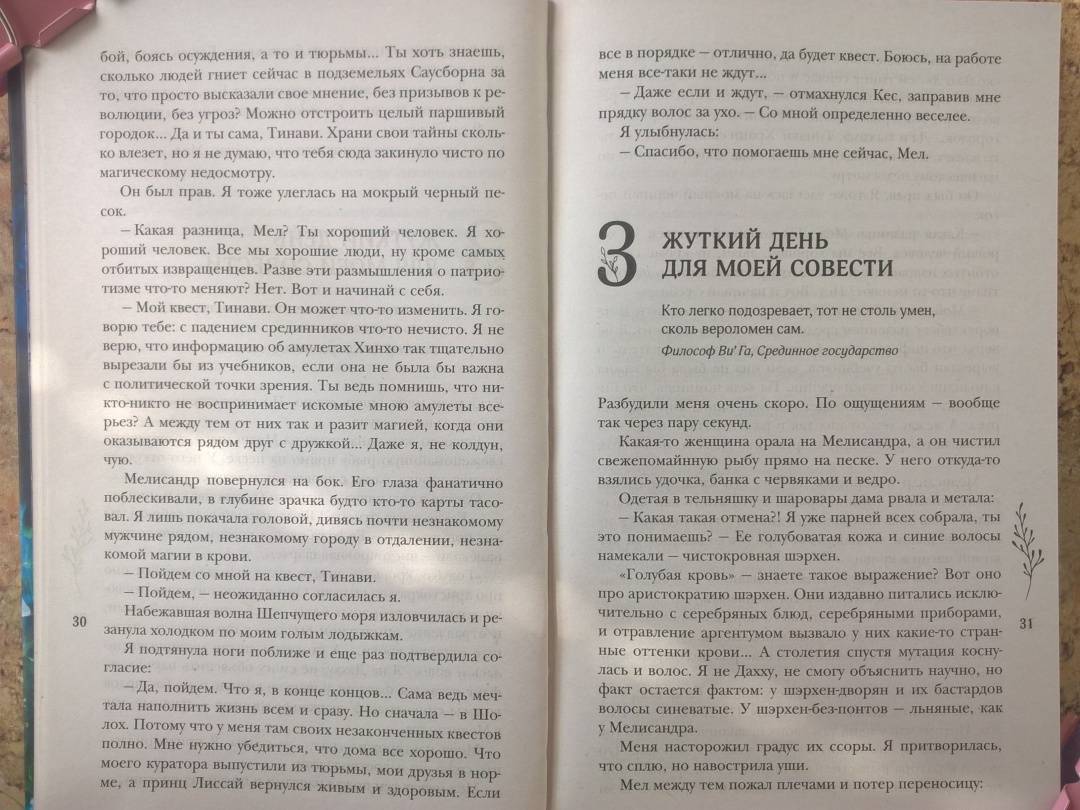 бой, боясь осуждения, а то и тюрьмы... Ты хоть знаешь,
сколько людей гниет сейчас в подземельях Саусборна за
то, что просто высказали свое мнение, без призывов к ре-
волюции, без угроз? Можно отстроить целый паршивый
городок... Да и ты сама, Тинави. Храни свои тайны сколь-
ко влезет, но я не думаю, что тебя сюда закинуло чисто по
магическому недосмотру.
Он был прав. Я тоже улеглась на мокрый черный пе-
сок.
— Какая разница, Мел? Ты хороший человек. Я хо-
роший человек. Все мы хорошие люди, ну кроме самых
отбитых извращенцев. Разве эти размышления о патрио-
тизме что-то меняют? Нет. Вот и начинай с себя.
— Мой квест, Тинави. Он может что-то изменить. Я го-
ворю тебе: с падением срединников что-то нечисто. Я не
верю, что информацию об амулетах Хинхо так тщательно
вырезали бы из учебников, если она не была бы важна
с политической точки зрения. Ты ведь помнишь, что ни-
кто-никто не воспринимает искомые мною амулеты все-
рьез? А между тем от них так и разит магией, когда они
оказываются рядом друг с дружкой... Даже я, не колдун,
чую.
Мелисандр повернулся на бок. Его глаза фанатично
поблескивали, в глубине зрачка будто кто-то карты тасо-
вал. Я лишь покачала головой, дивясь почти незнакомому
мужчине рядом, незнакомому городу в отдалении, незна-
комой магии в крови.
— Пойдем со мной на квест, Тинави.
— Пойдем, — неожиданно согласилась я.
Набежавшая волна Шепчущего моря изловчилась и ре-
занула холодком по моим голым лодыжкам.
Я подтянула ноги поближе и еще раз подтвердила со-
гласие:
— Да, пойдем. Что я, в конце концов... Сама ведь меч-
тала наполнить жизнь всем и сразу. Но сначала — в Шо-
лох. Потому что у меня там своих незаконченных квестов
полно. Мне нужно убедиться, что дома все хорошо. Что
моего куратора выпустили из тюрьмы, мои друзья в нор-
ме, а принц Лиссай вернулся живым и здоровым. Если
30
все в порядке — отлично, да будет квест. Боюсь, на работе
меня все-таки не ждут...
— Даже если и ждут, — отмахнулся Кес, заправив мне
прядку волос за ухо. — Со мной определенно веселее.
Я улыбнулась:
— Спасибо, что помогаешь мне сейчас, Мел.
3
ЖУТКИЙ ДЕНЬ
ДЛЯ МОЕЙ СОВЕСТИ
Кто легко подозревает, тот не столь умен,
сколь вероломен сам.
Философ Ви' Га, Срединное государство
Разбудили меня очень скоро. По ощущениям — вообще
так через пару секунд.
Какая-то женщина орала на Мелисандра, а он чистил
свежепомайнную рыбу прямо на песке. У него откуда-то
взялись удочка, банка с червяками и ведро.
Одетая в тельняшку и шаровары дама рвала и метала:
— Какая такая отмена?! Я уже парней всех собрала, ты
это понимаешь? — Ее голубоватая кожа и синие волосы
намекали — чистокровная шэрхен.
«Голубая кровь» — знаете такое выражение? Вот оно
про аристократию шэрхен. Они издавно питались исклю-
чительно с серебряных блюд, серебряными приборами,
и отравление аргентумом вызвало у них какие-то стран-
ные оттенки крови... А столетия спустя мутация косну-
лась и волос. Я не Дахху, не смогу объяснить научно, но
факт остается фактом: у шэрхен-дворян и их бастардов
волосы синеватые. У шэрхен-без-понтов — льняные, как
у Мелисандра.
Меня насторожил градус их ссоры. Я притворилась,
что сплю, но навострила уши.
Мел между тем пожал плечами и потер переносицу:
31